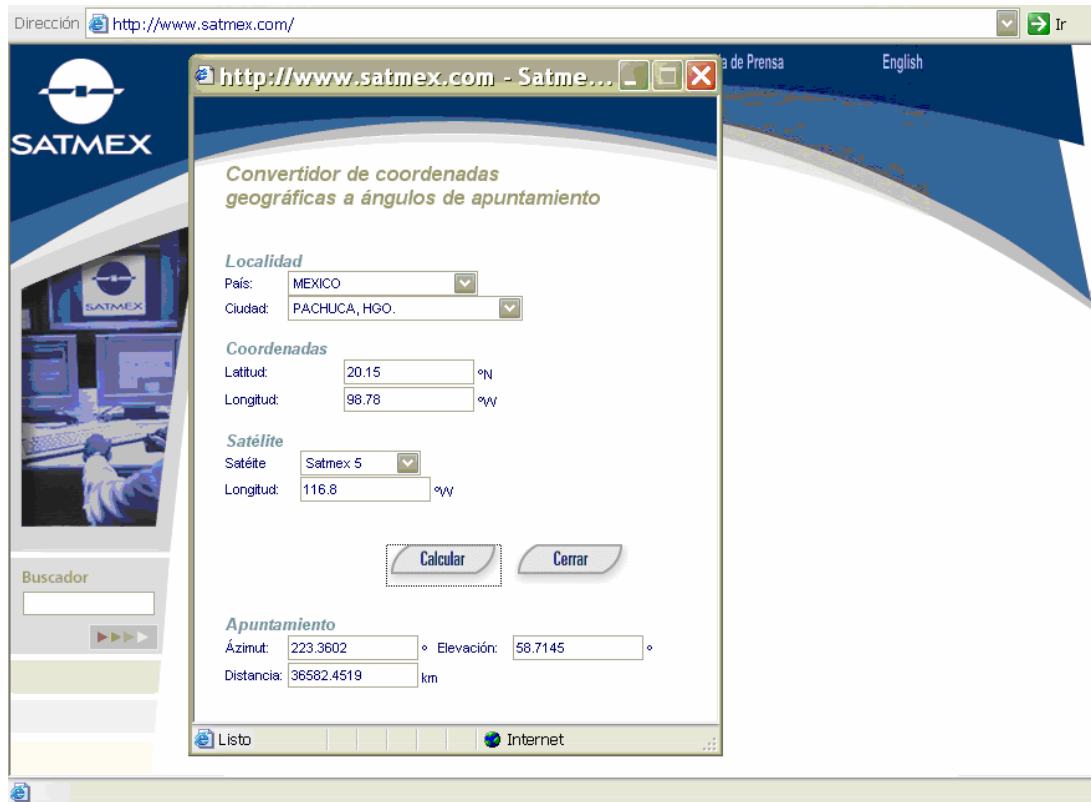 Dirección http://www.satmex.com/ Ir
http://www.satmex.com - Satme...
a de Prensa English
SATMEX
Convertidor de coordenadas
geográficas a ángulos de apuntamiento
SATMEX
Localidad
País: MEXICO
Ciudad: PACHUCA, HGO.
Coordenadas
Latitud: 20.15 ºN
Longitud: 98.78 ºW
Satélite
Satéite Satmex 5
Longitud: 116.8 ºW
Calcular Cerrar
Buscador
Apuntamiento
Ázimut: 223.3602 º Elevación: 58.7145 º
Distancia: 36582.4519 km
Listo Internet